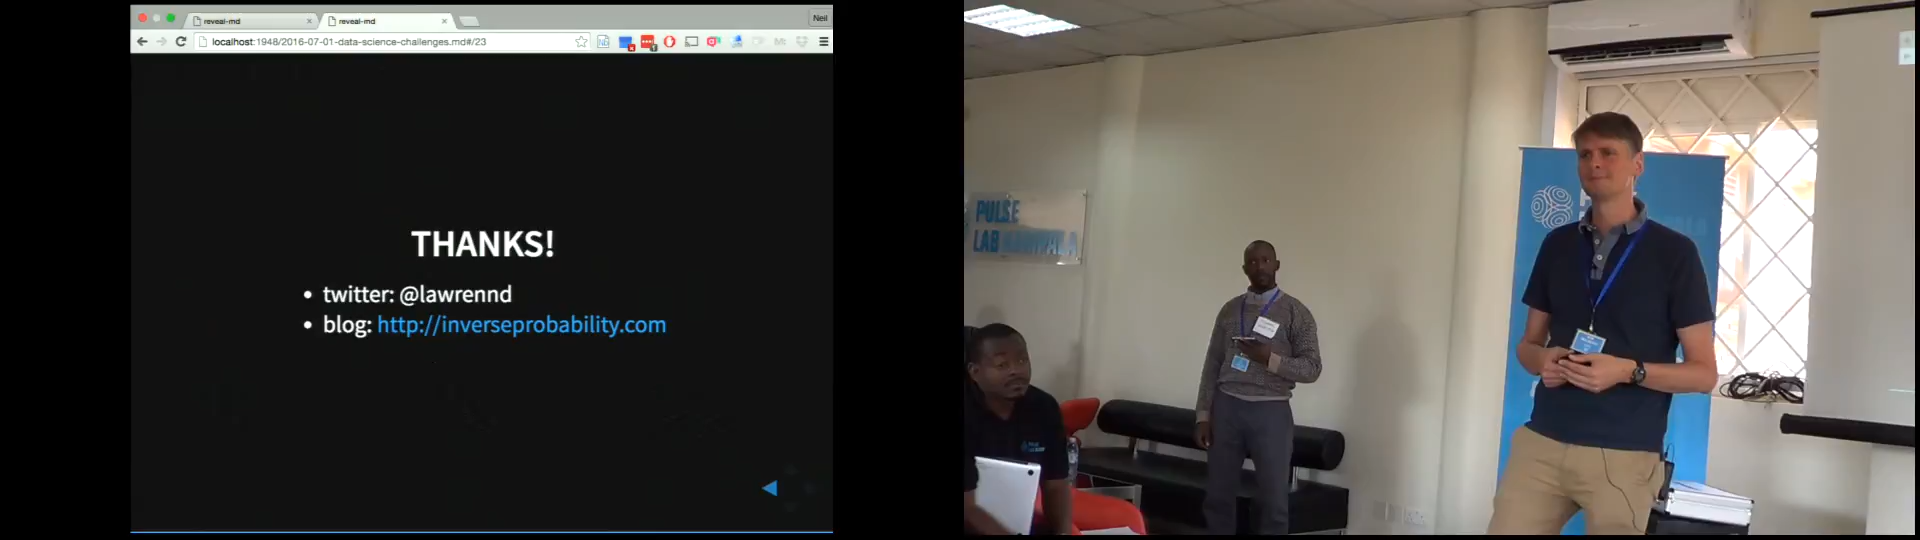 reveal-md
reveal-md
Neil
localhost:1948/2016-07-01-data-science-challenges.md#/23
THANKS!
• twitter: @lawrennd
• blog: http://inverseprobability.com
PULSE
LAB KAMPALA